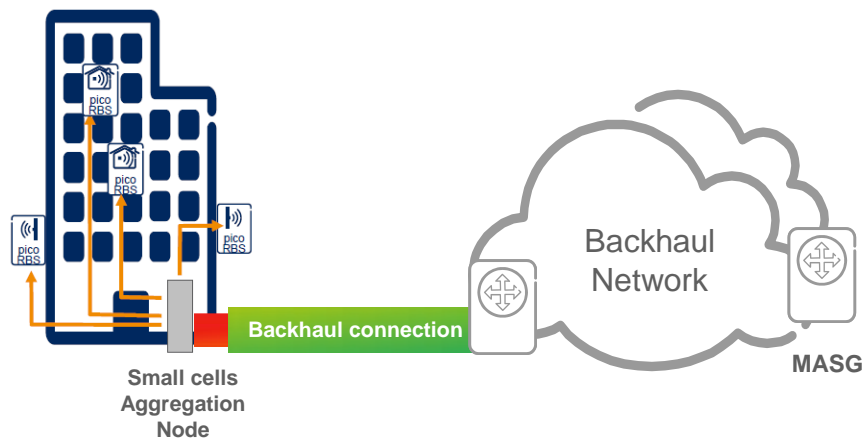 pico
RBS
pico
RBS
pico
RBS
pico
RBS
Backhaul
Network
Backhaul connection
MASG
Small cells
Aggregation
Node